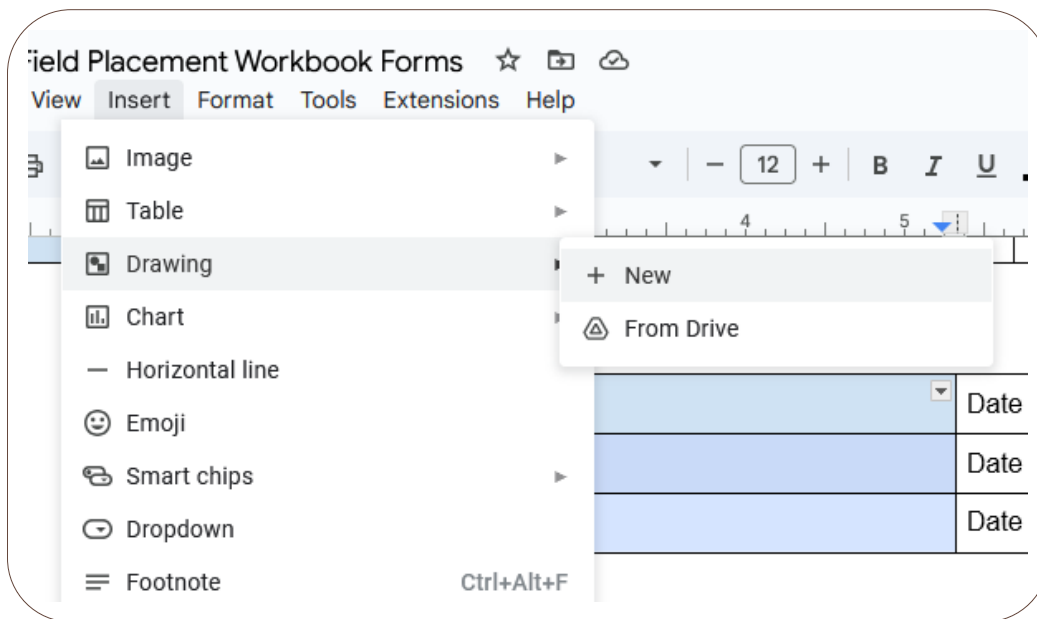 Field Placement Workbook Forms
View Insert Format Tools Extensions Help
Image
12
B I U
Table
4 5
Drawing
New
Chart
From Drive
Horizontal line
Date
Emoji
Smart chips
Date
Dropdown
Date
Footnote Ctrl+Alt+F